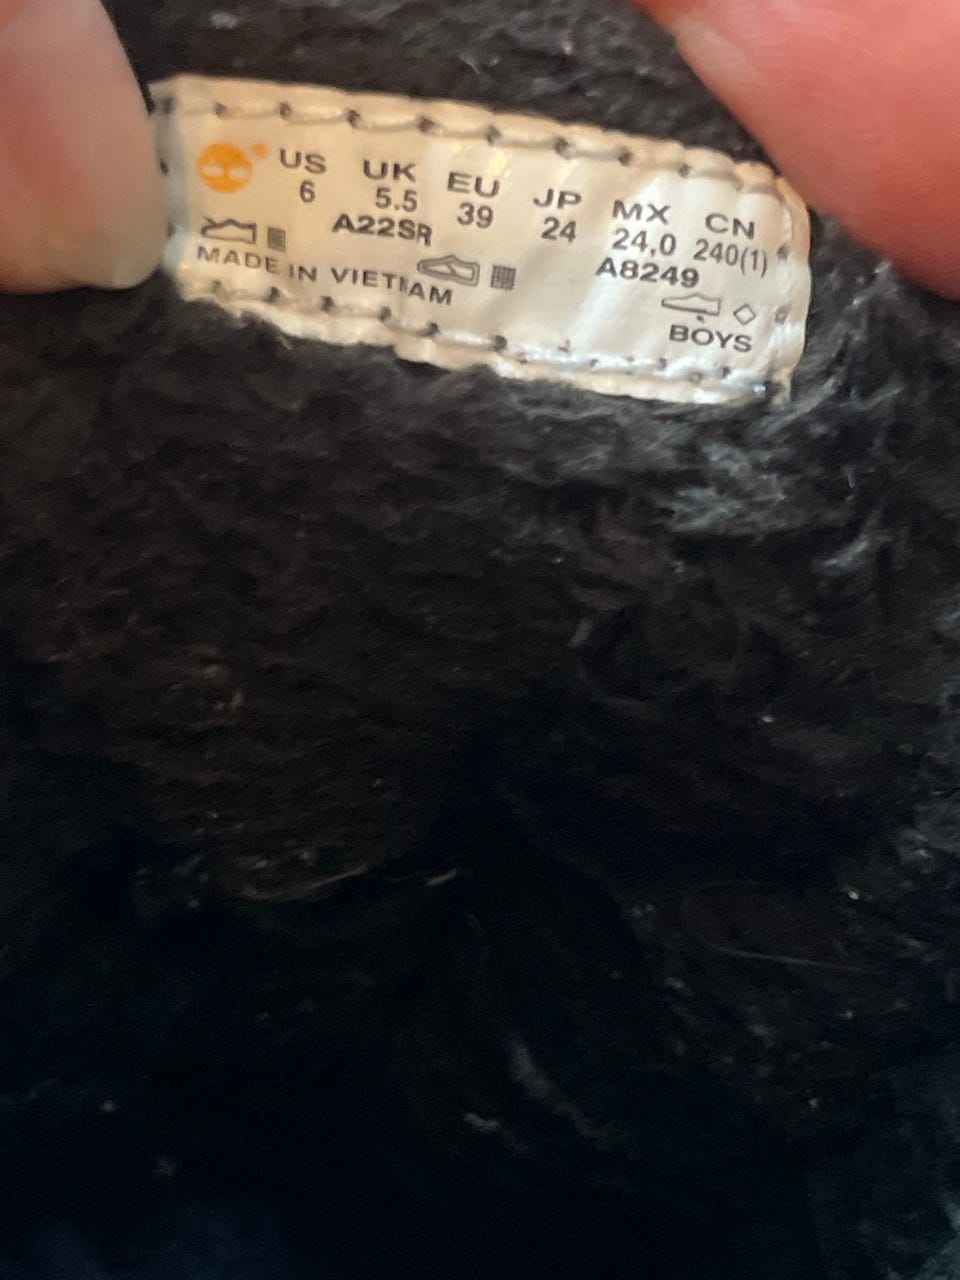 US UK EU JP MX CN
6 5.5 39 24 24,0 240(1)
A22SR A8249
MADE IN VIETIAM
BOYS